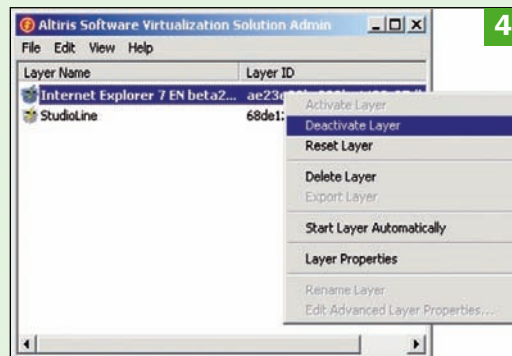 4
Altiris Software Virtualization Solution Admin
File Edit View Help
Layer Name Layer ID
Internet Explorer 7 EN beta2...
StudioLine
Activate Layer
Deactivate Layer
Reset Layer
Delete Layer
Export Layer
Start Layer Automatically
Layer Properties
Rename Layer
Edit Advanced Layer Properties...